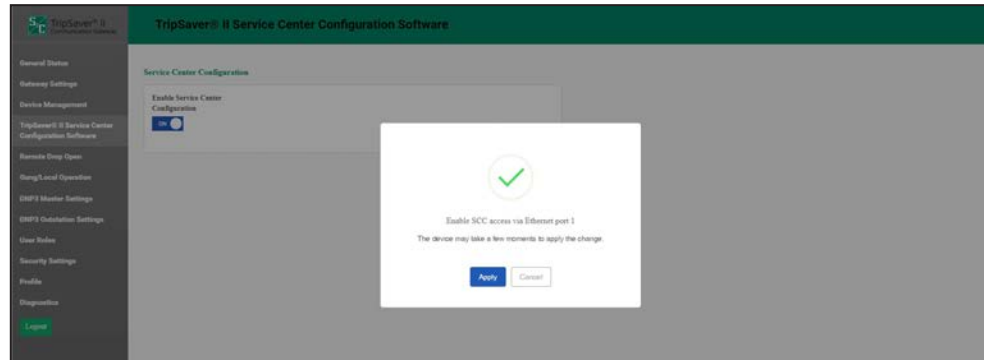 S&C TripSaver® II
Communication Gateway
TripSaver® II Service Center Configuration Software
General Status
Gateway Settings
Device Management
TripSaver® II Service Center
Configuration Software
Remote Drop Open
Gang/Local Operation
DNP3 Master Settings
DNP3 Outstation Settings
User Roles
Security Settings
Profile
Diagnostics
Logout
Service Center Configuration
Enable Service Center
Configuration
ON
Enable SCC access via Ethernet port 1
The device may take a few moments to apply the change.
Apply
Cancel